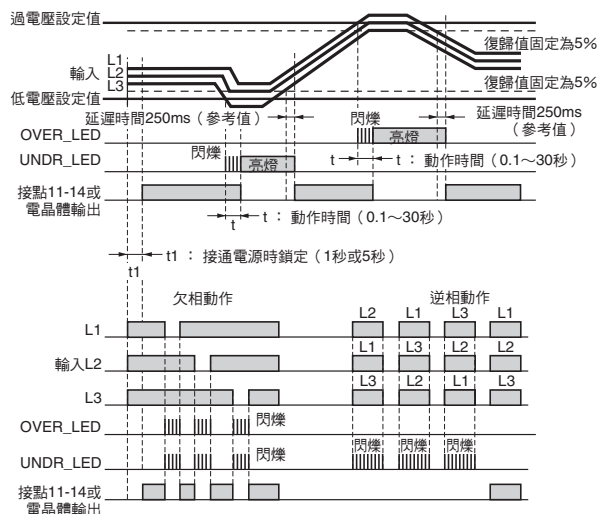 過電壓設定值
復歸值固定為5%
L1
輸入 L2
L3
復歸值固定為5%
低電壓設定值
延遲時間250ms（參考值）
延遲時間250ms
（參考值）
閃爍
OVER_LED
亮燈
閃爍
t
t ： 動作時間（0.1～30秒）
UNDR_LED
亮燈
接點11-14或
電晶體輸出
t ： 動作時間（0.1～30秒）
t
t1 ： 接通電源時鎖定（1秒或5秒）
t1
欠相動作
逆相動作
L2 L1 L3 L1
L1
L1 L3 L2 L2
輸入L2
L3 L2 L1 L3
L3
閃爍
OVER_LED
閃爍
閃爍 閃爍 閃爍
UNDR_LED
接點11-14或
電晶體輸出